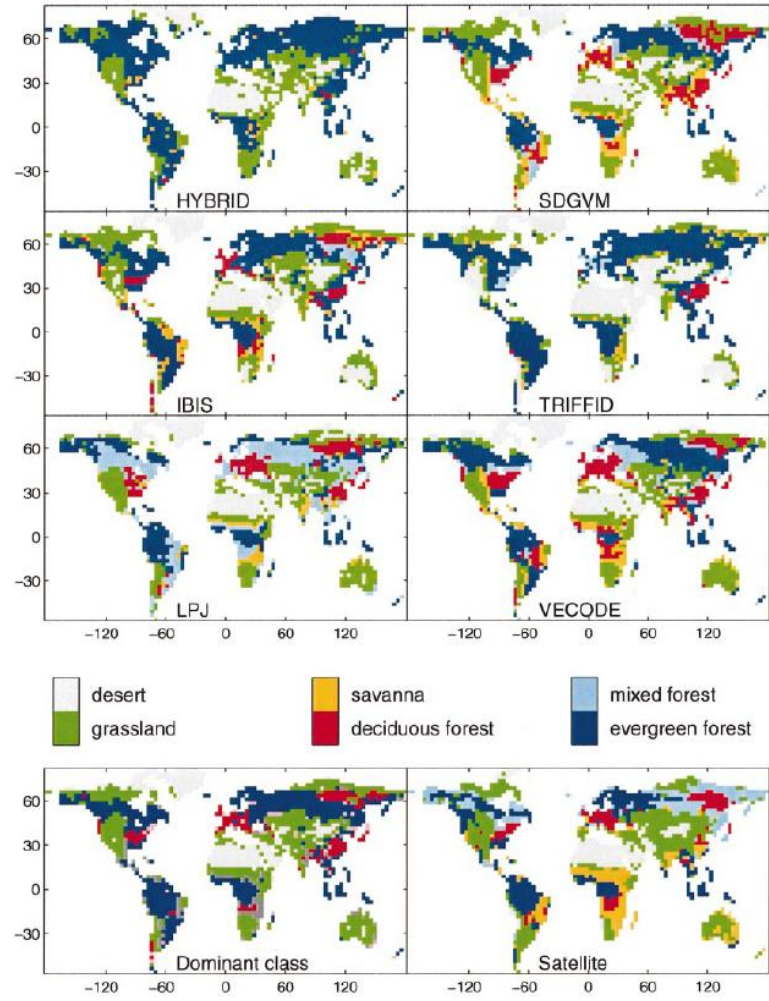 60
30
0
−30
HYBRID
SDGVM
60
30
0
−30
IBIS
TRIFFID
60
30
0
−30
LPJ
VECODE
−120 −60 0 60 120 −120 −60 0 60 120
desert savanna mixed forest
grassland deciduous forest evergreen forest
60
30
0
−30
Dominant class
Satellite
−120 −60 0 60 120 −120 −60 0 60 120